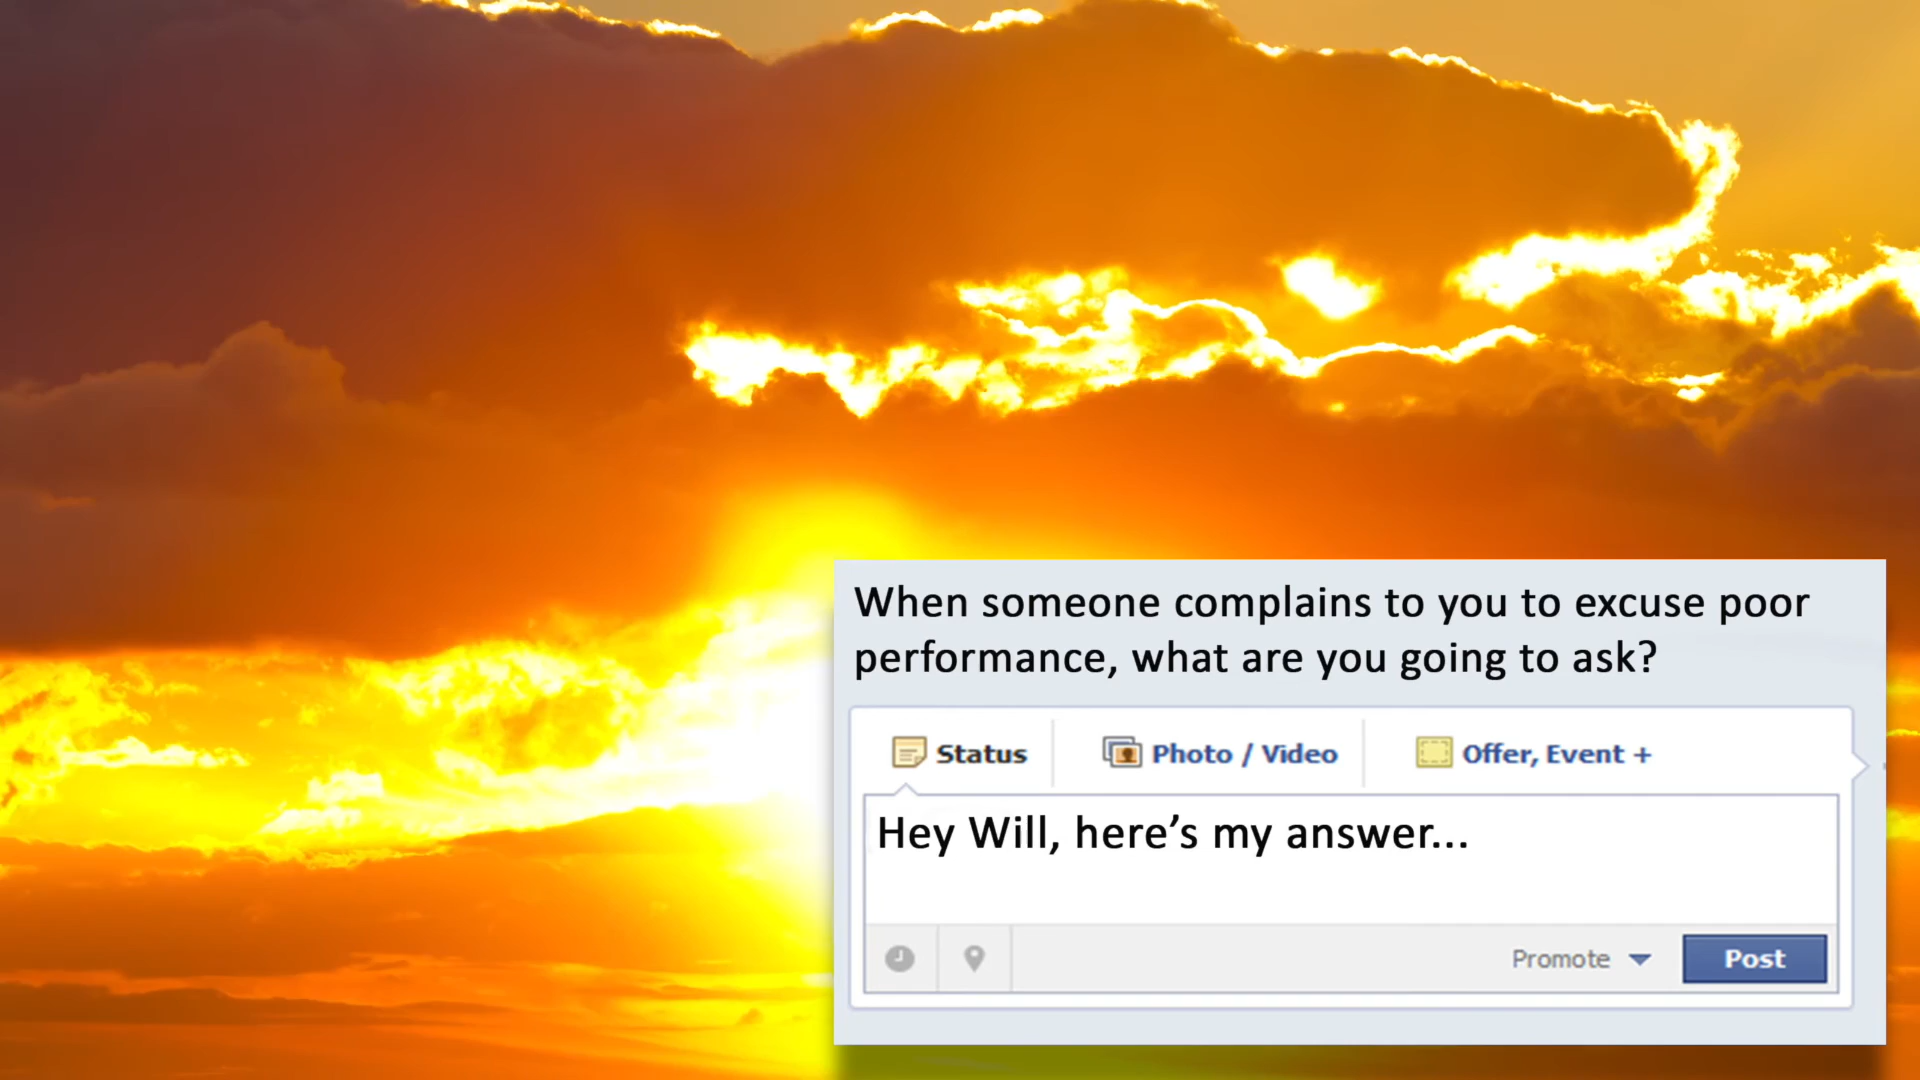 When someone complains to you to excuse poor
performance, what are you going to ask?
Status
Photo / Video
Offer, Event +
Hey Will, here’s my answer...
Promote
Post